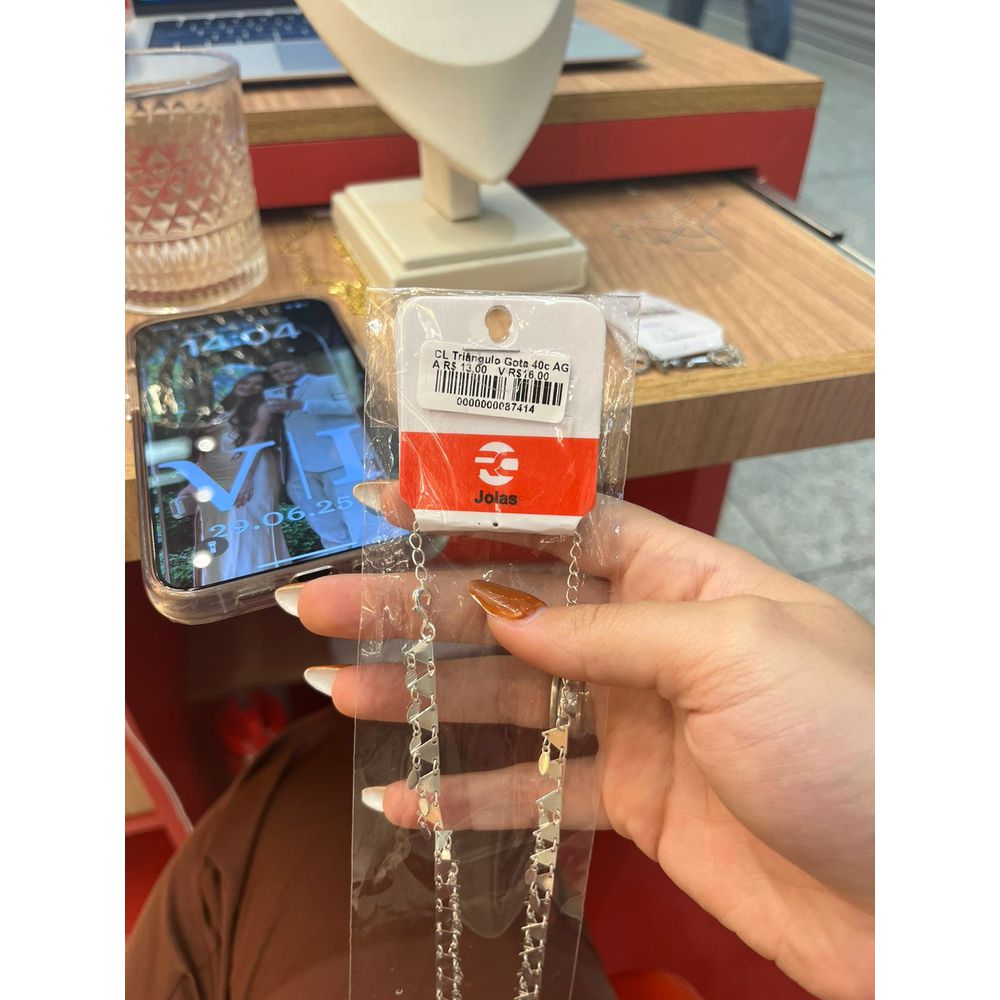 14:04
V|I
29.06.25
CL Triângulo Gota 40c AG
A R$ 13,00 V R$16,00
0000000087414
Joias